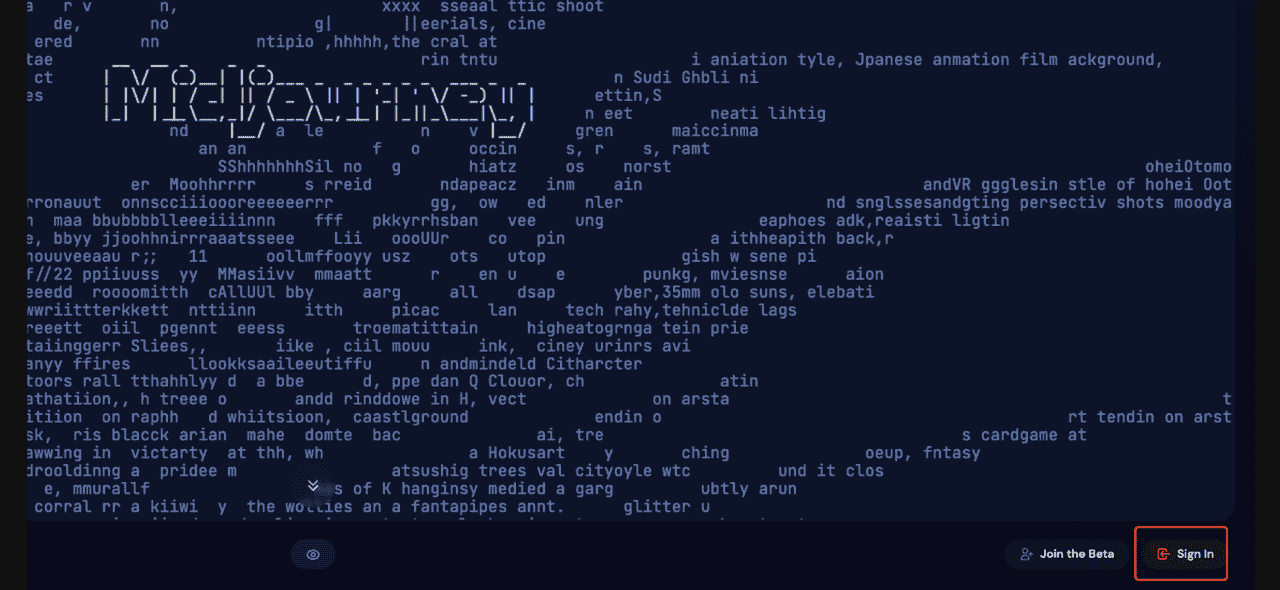 a   r v       n,                     xxxx  sseaal ttic shoot
de,       no               g|       ||eerials, cine
ered       nn          ntipio ,hhhhh,the cral at
tae                                      rin tntu                    i aniation tyle, Jpanese anmation film ackground,
ct                                                          n Sudi Ghbli ni
Midjourney
es                                                         ettin,S
n eet        neati lihtig
nd         a  le          n    v          gren      maiccinma
an an             f   o     occin     s, r    s, ramt
SShhhhhhhSil no   g       hiatz     os    norst                                                 oheiOtomo
er  Moohhrrrr     s rreid       ndapeacz   inm    ain                             andVR ggglesin stle of hohei Oot
rronauut  onnscciiioooreeeeeerrr          gg, ow   ed    nler                     nd snglssesandgting persectiv shots moodya
n  maa bbubbbblleeeiiiinnn    fff   pkkyrrhsban   vee    ung                eaphoes adk,reaisti ligtin
e, bbyy jjoohhnirrraaatsseee    Lii   oooUUr    co   pin               a ithheapith back,r
nouuveeaau r;;   11      oollmffooyy usz    ots   utop              gish w sene pi
f//22 ppiiuuss  yy  MMasiivv  mmaatt      r    en u    e        punkg, mviesnse      aion
eeedd  roooomitth  cAllUUl bby     aarg     all    dsap      yber,35mm olo suns, elebati
wwriittterkkett  nttiinn     itth     picac     lan     tech rahy,tehniclde lags
reeett  oiil  pgennt  eeess       troematittain     higheatogrnga tein prie
taiinggerr Sliees,,       iike , ciil mouu     ink,  ciney urinrs avi
anyy ffires      llookksaaileeutiffu     n andmindeld Citharcter
toors rall tthahhlyy d  a bbe      d, ppe dan Q Clouor, ch              atin
athatiion,, h treee o       andd rinddowe in H, vect             on arsta                                                   t
itiion  on raphh   d whiitsioon,  caastlground             endin o                                          rt tendin on arst
sk,  ris blacck arian  mahe  domte  bac              ai, tre                                     s cardgame at
awwing in  victarty  at thh, wh               a Hokusart    y       ching              oeup, fntasy
drooldinng a  pridee m                atsushig trees val cityoyle wtc         und it clos
e, mmurallf                   s of K hanginsy medied a garg         ubtly arun
corral rr a kiiwi  y  the wotties an a fantapipes annt.      glitter u
Join the Beta
Sign In